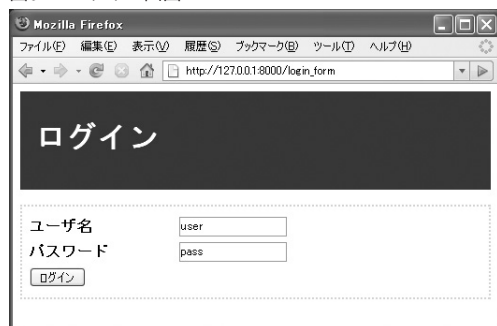 Mozilla Firefox
ファイル(F) 編集(E) 表示(V) 履歴(S) ブックマーク(B) ツール(T) ヘルプ(H)
http://127.0.0.1:8000/login_form
ログイン
ユーザ名 user
パスワード pass
ログイン